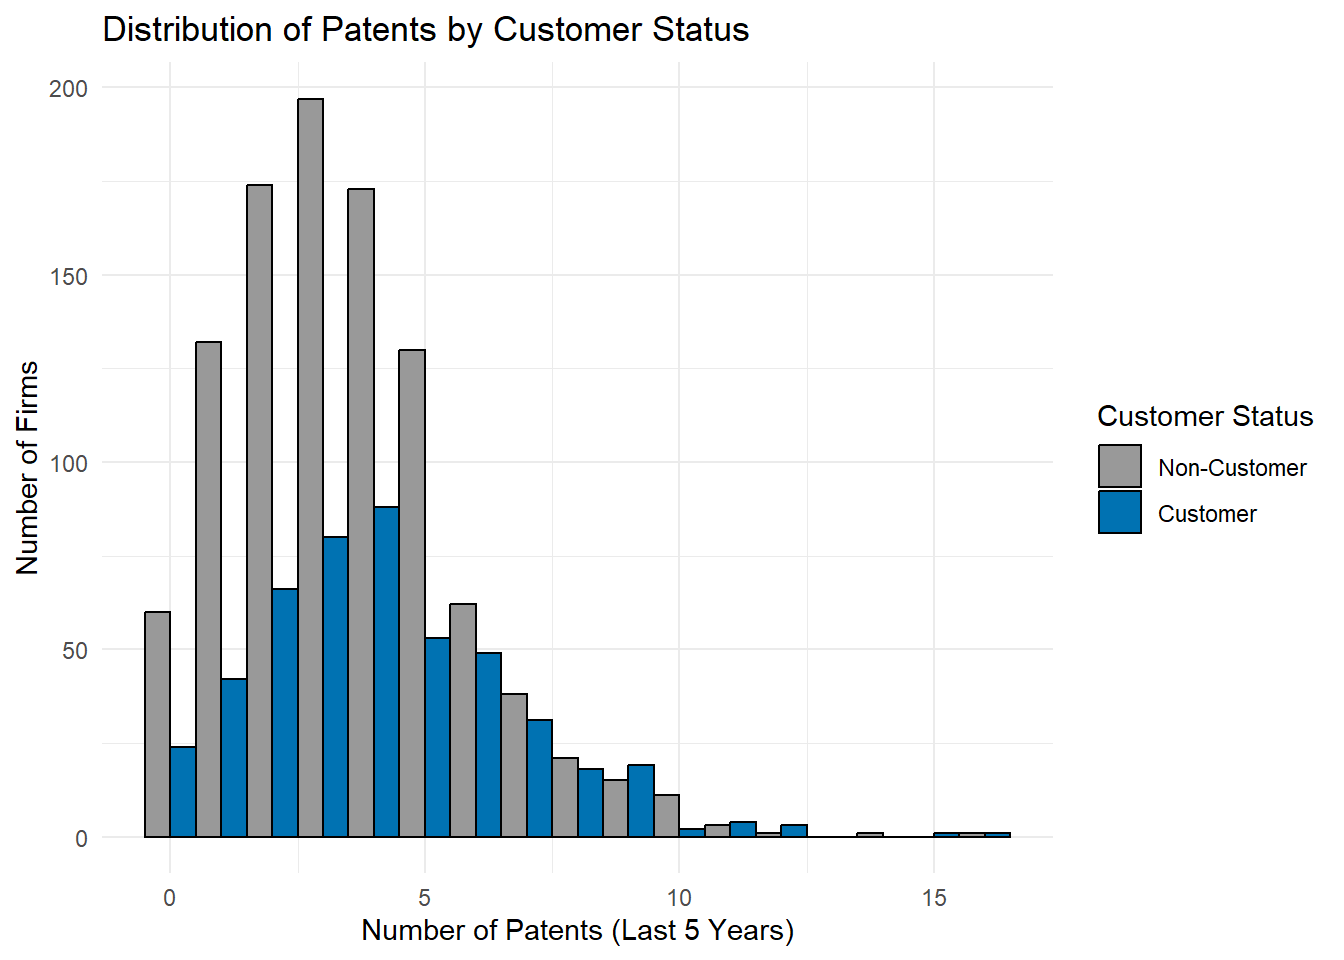 Distribution of Patents by Customer Status
200
150
100
50
0
Number of Firms
0 5 10 15
Number of Patents (Last 5 Years)
Customer Status
Non-Customer
Customer